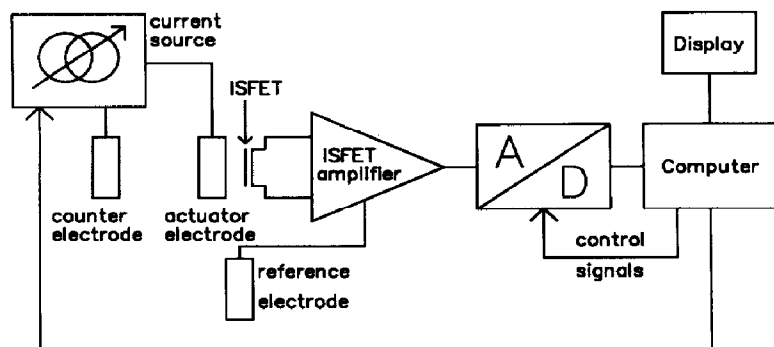 current
source
Display
ISFET
ISFET
amplifier
A
D
Computer
counter
electrode
actuator
electrode
control
signals
reference
electrode